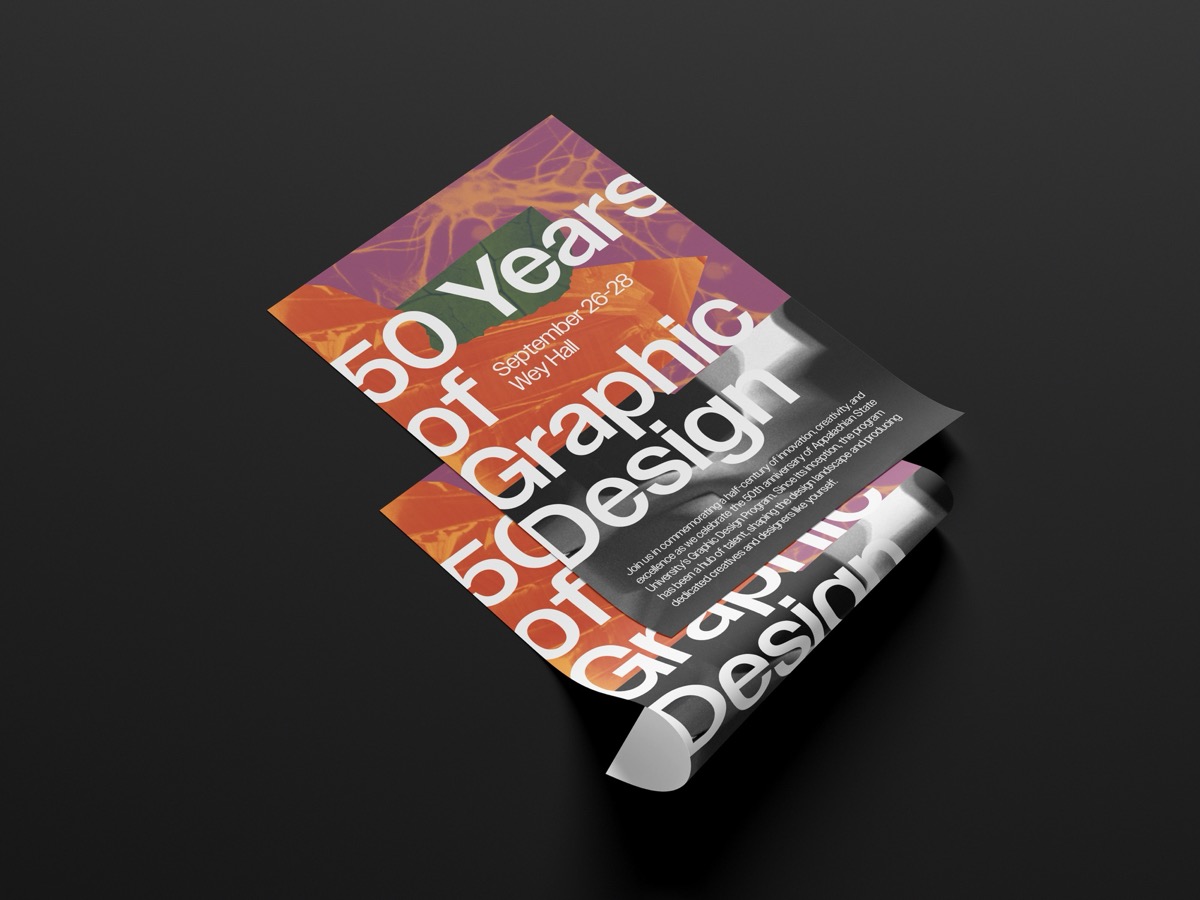 50 Years
of
Graphic
Design
September 26-28
Wey Hall
Join us in commemorating a half-century of innovation, creativity, and
excellence as we celebrate the 50th anniversary of Appalachian State
University's Graphic Design Program. Since its inception, the program
has been a hub of talent, shaping the design landscape and producing
dedicated creatives and designers like yourself.
50
of
Graphic
Design